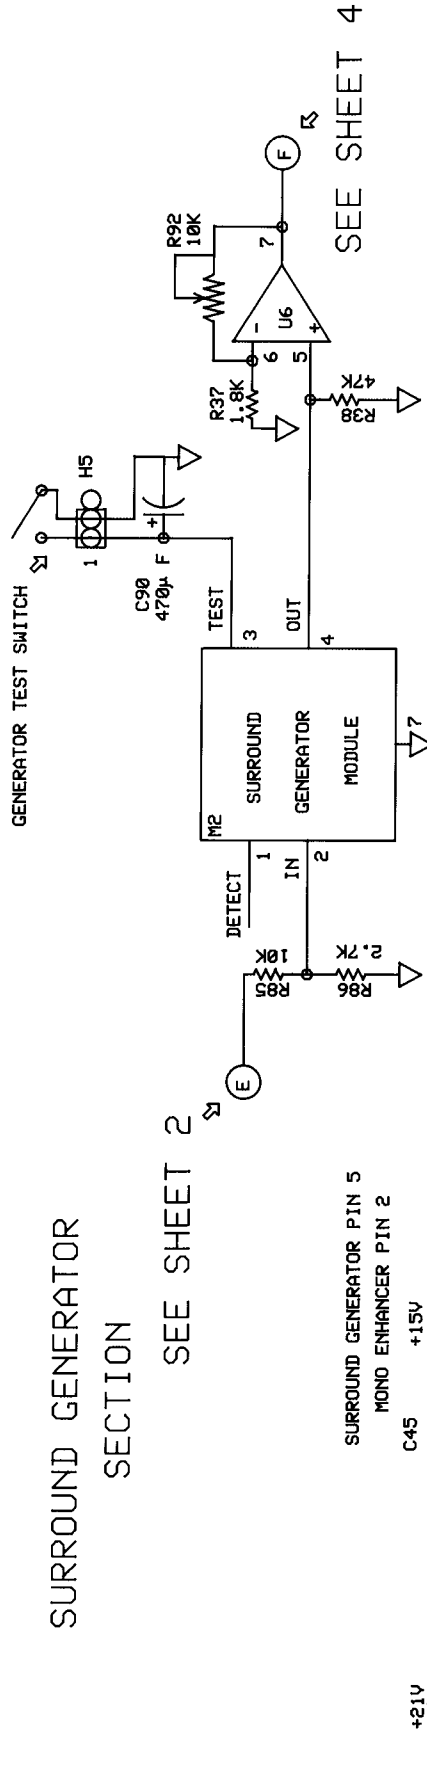 SURROUND GENERATOR
SECTION
SEE SHEET 2
E
R85
10K
R86
2.7K
DETECT
1
IN
2
M2
SURROUND
GENERATOR
MODULE
7
TEST
3
OUT
4
GENERATOR TEST SWITCH
1
H5
C90
470µ F
+
R37
1.8K
R38
47K
6
5
-
+
U6
7
R92
10K
F
SEE SHEET 4
SURROUND GENERATOR PIN 5
MONO ENHANCER PIN 2
C45
+15V
+21V